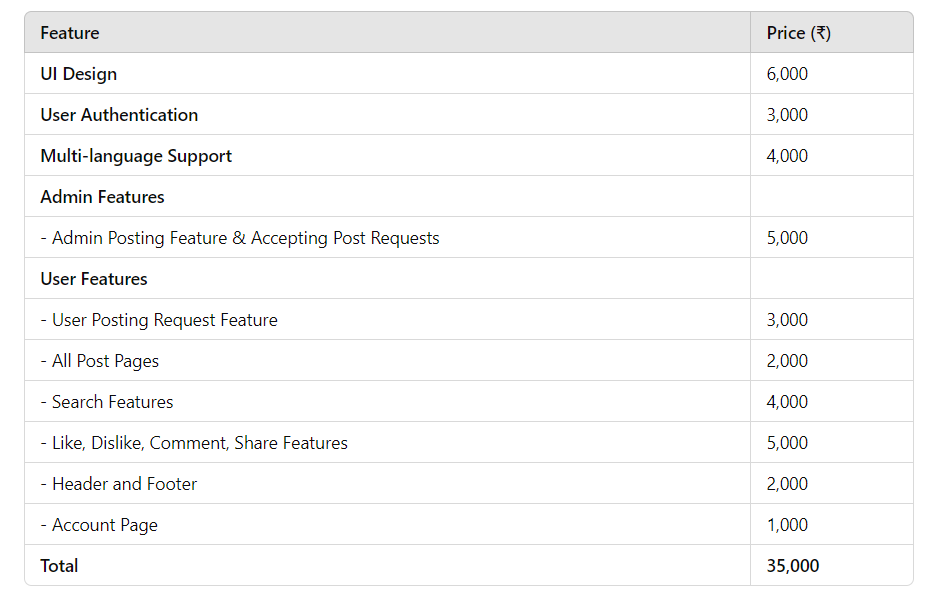 Feature Price (₹)
UI Design 6,000
User Authentication 3,000
Multi-language Support 4,000
Admin Features
- Admin Posting Feature & Accepting Post Requests 5,000
User Features
- User Posting Request Feature 3,000
- All Post Pages 2,000
- Search Features 4,000
- Like, Dislike, Comment, Share Features 5,000
- Header and Footer 2,000
- Account Page 1,000
Total 35,000